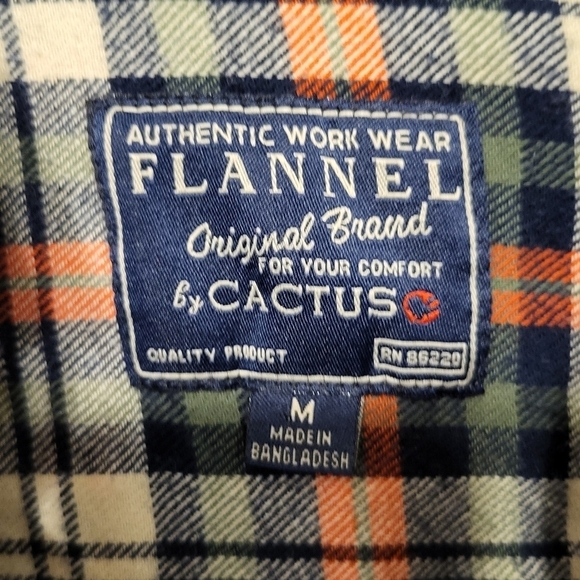 AUTHENTIC WORK WEAR
FLANNEL
Original Brand
FOR YOUR COMFORT
by CACTUS
QUALITY PRODUCT
RN 86220
M
MADE IN
BANGLADESH